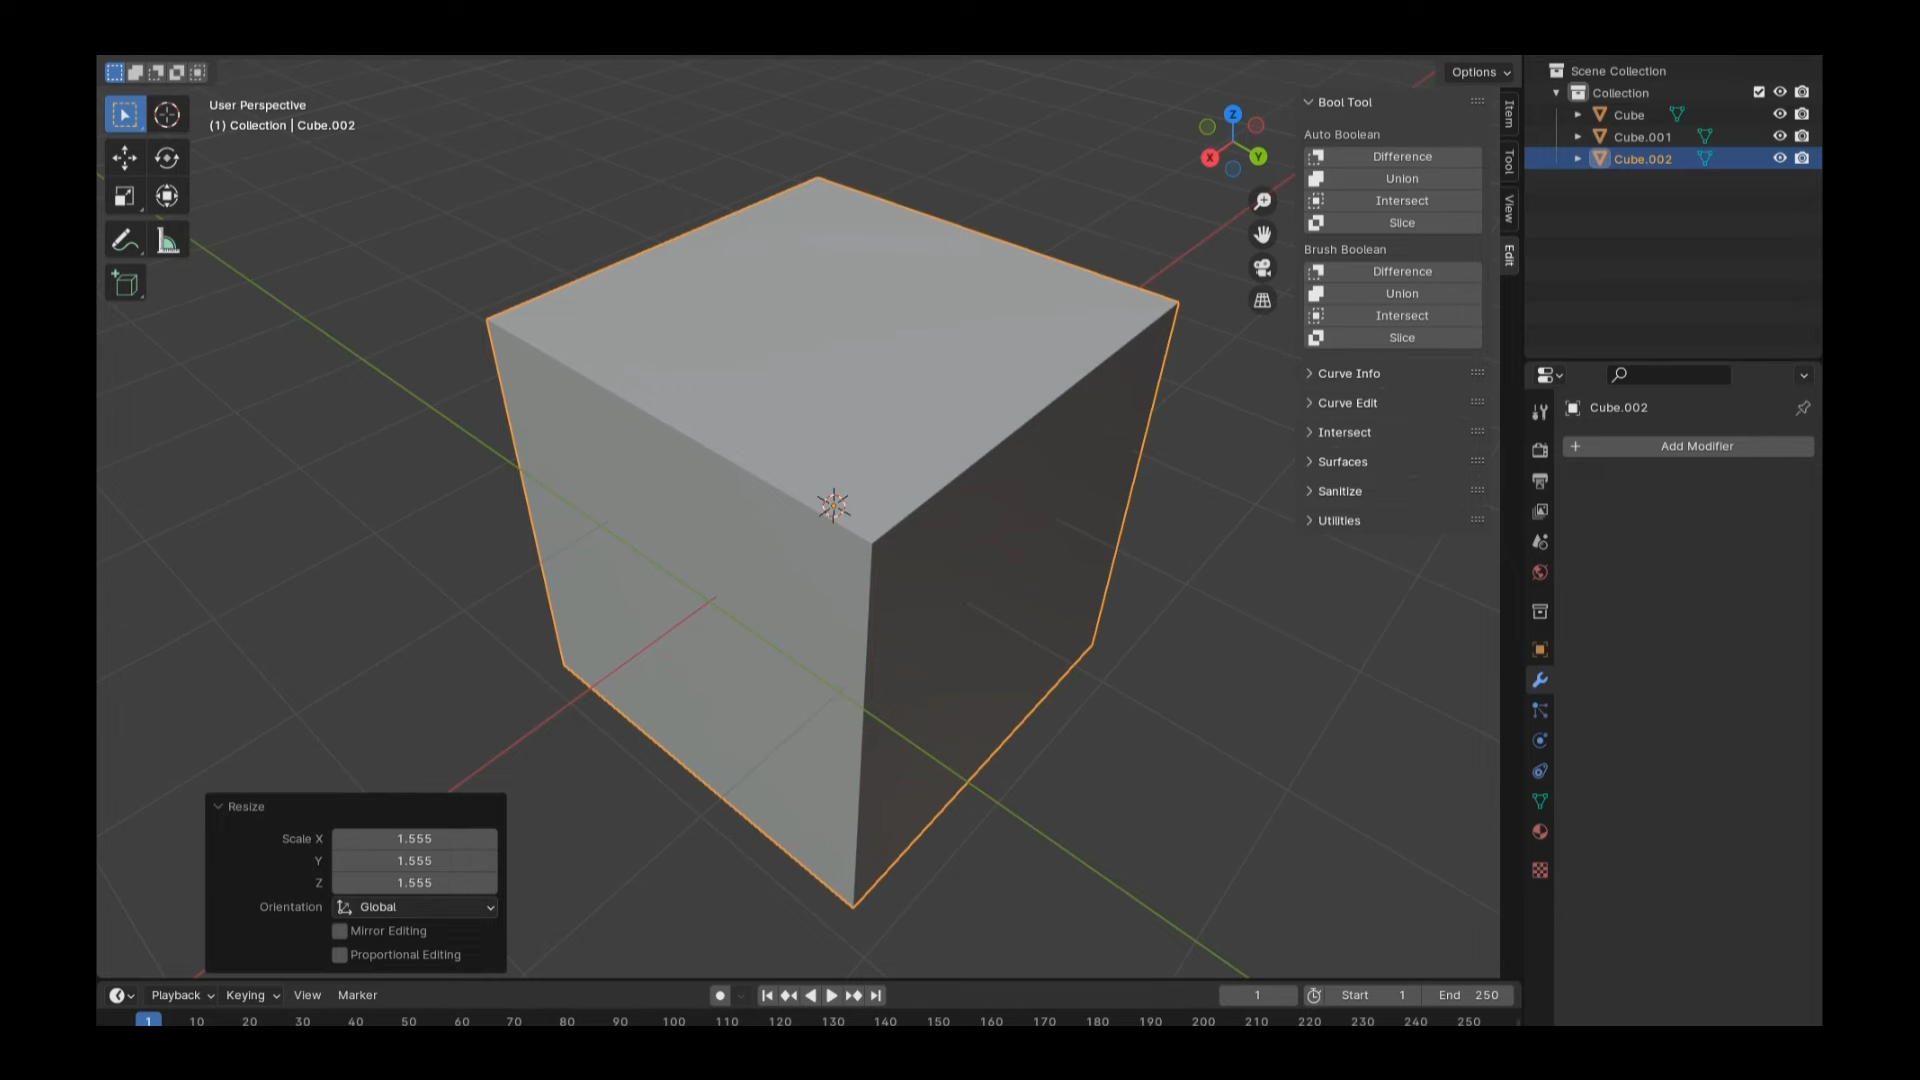 Options
User Perspective
(1) Collection | Cube.002
Z
X
Y
Bool Tool
Auto Boolean
Difference
Union
Intersect
Slice
Brush Boolean
Difference
Union
Intersect
Slice
Curve Info
Curve Edit
Intersect
Surfaces
Sanitize
Utilities
Item
Tool
View
Edit
Scene Collection
Collection
Cube
Cube.001
Cube.002
Cube.002
Add Modifier
Resize
Scale X 1.555
Y 1.555
Z 1.555
Orientation Global
Mirror Editing
Proportional Editing
Playback Keying View Marker
1 Start 1 End 250
1 10 20 30 40 50 60 70 80 90 100 110 120 130 140 150 160 170 180 190 200 210 220 230 240 250